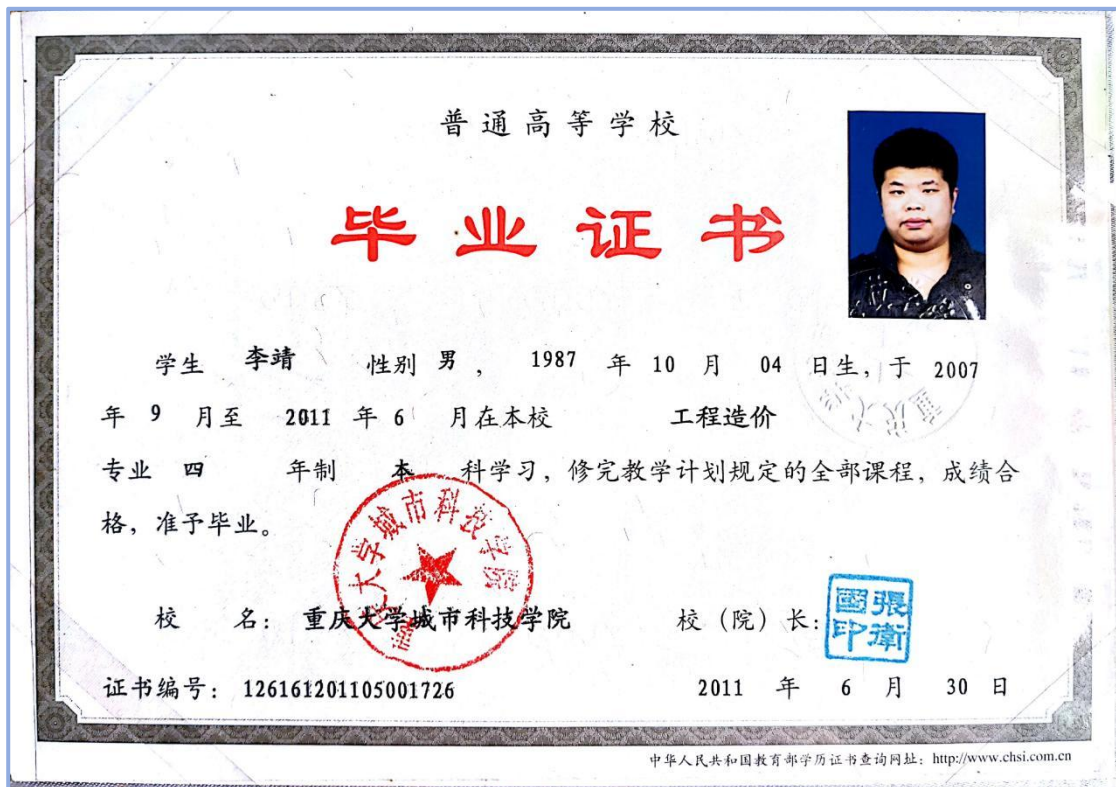 普通高等学校
毕业证书
学生 李靖 性别 男 , 1987 年 10 月 04 日生, 于 2007
年 9 月至 2011 年 6 月在本校 工程造价
专业 四 年制 本 科学习, 修完教学计划规定的全部课程, 成绩合
格, 准予毕业。
重庆大学城市科技学院
校 名: 重庆大学城市科技学院 校(院)长: 張衛國印
证书编号: 126161201105001726 2011 年 6 月 30 日
中华人民共和国教育部学历证书查询网址: http://www.chsi.com.cn